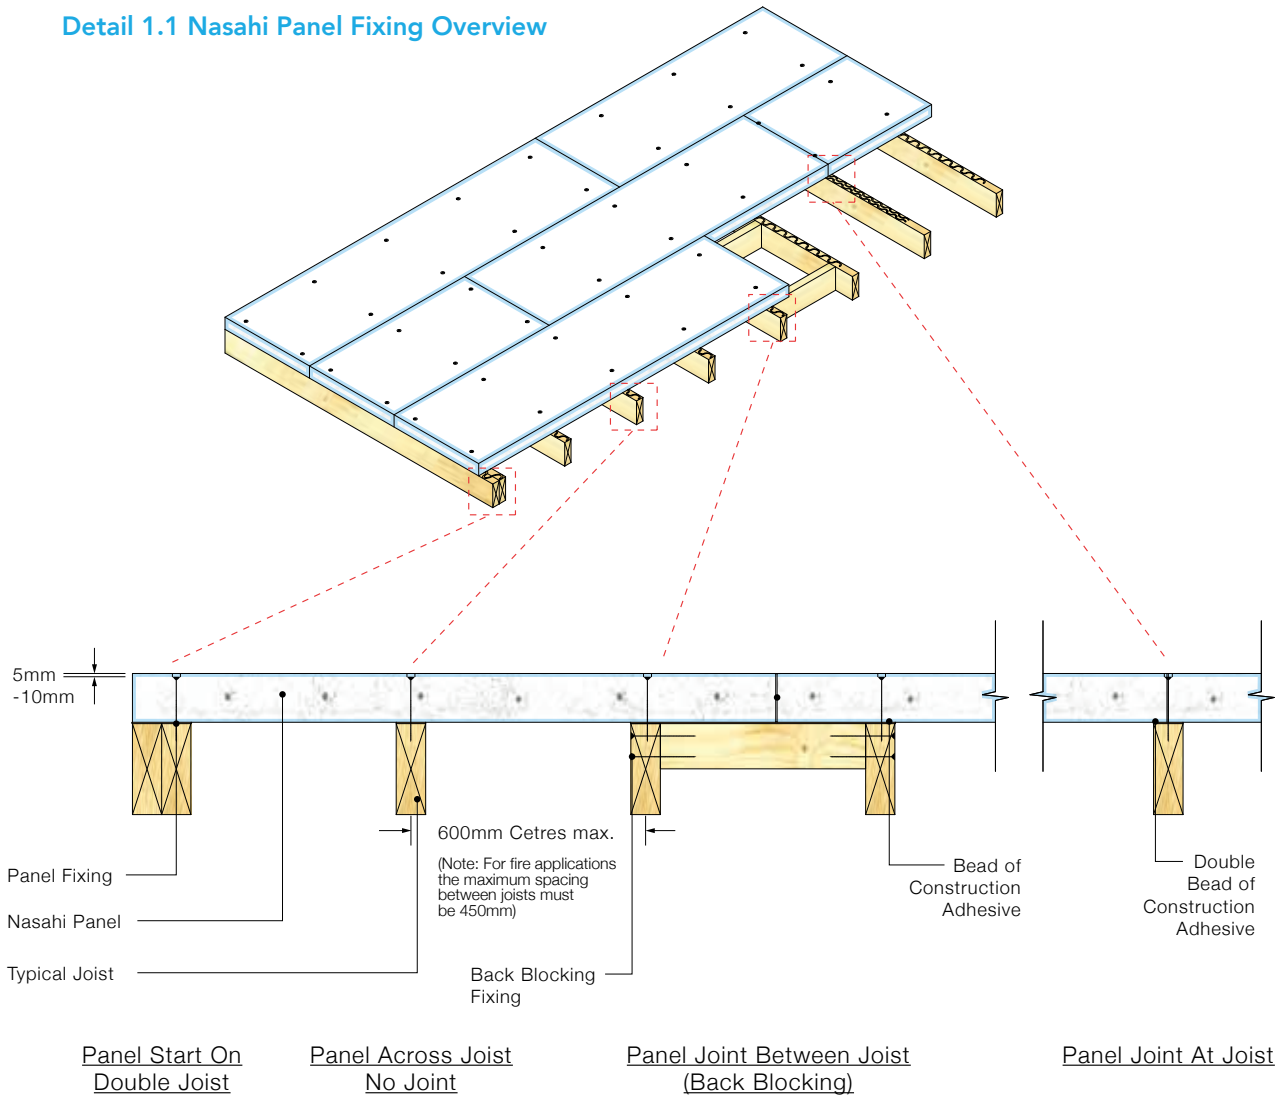 Detail 1.1 Nasahi Panel Fixing Overview
5mm
-10mm
600mm Cetres max.
(Note: For fire applications
the maximum spacing
between joists must
be 450mm)
Panel Fixing
Nasahi Panel
Typical Joist
Back Blocking
Fixing
Bead of
Construction
Adhesive
Double
Bead of
Construction
Adhesive
Panel Start On
Double Joist
Panel Across Joist
No Joint
Panel Joint Between Joist
(Back Blocking)
Panel Joint At Joist